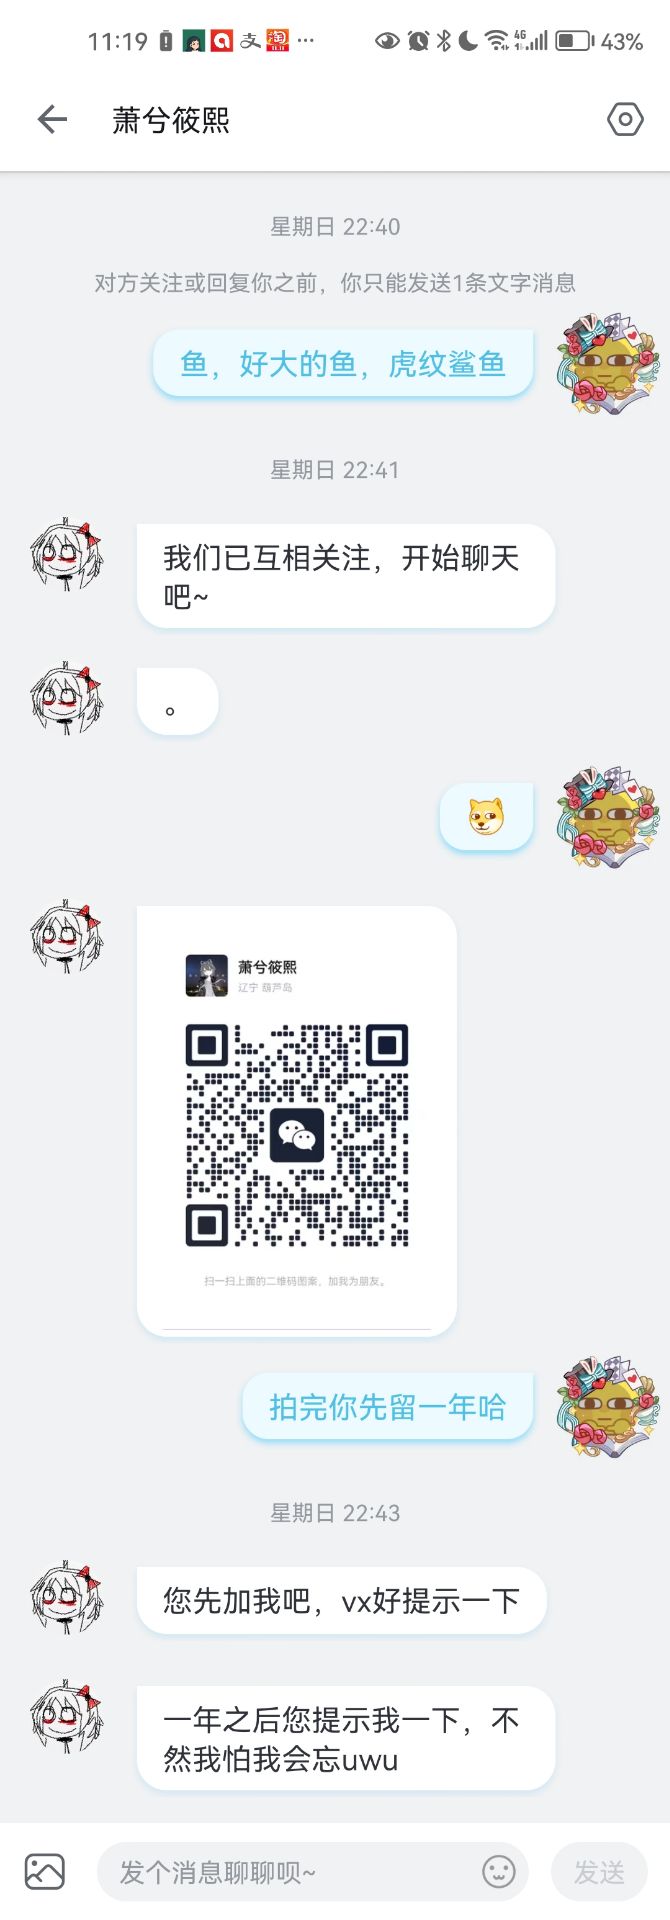 11:19
支
淘
11.11
4G
43%
萧兮筱熙
星期日 22:40
对方关注或回复你之前，你只能发送1条文字消息
鱼，好大的鱼，虎纹鲨鱼
星期日 22:41
我们已互相关注，开始聊天
吧~
。
萧兮筱熙
辽宁 葫芦岛
扫一扫上面的二维码图案，加我为朋友。
拍完你先留一年哈
星期日 22:43
您先加我吧，vx好提示一下
一年之后您提示我一下，不
然我怕我会忘uwu
发个消息聊聊呗~
发送